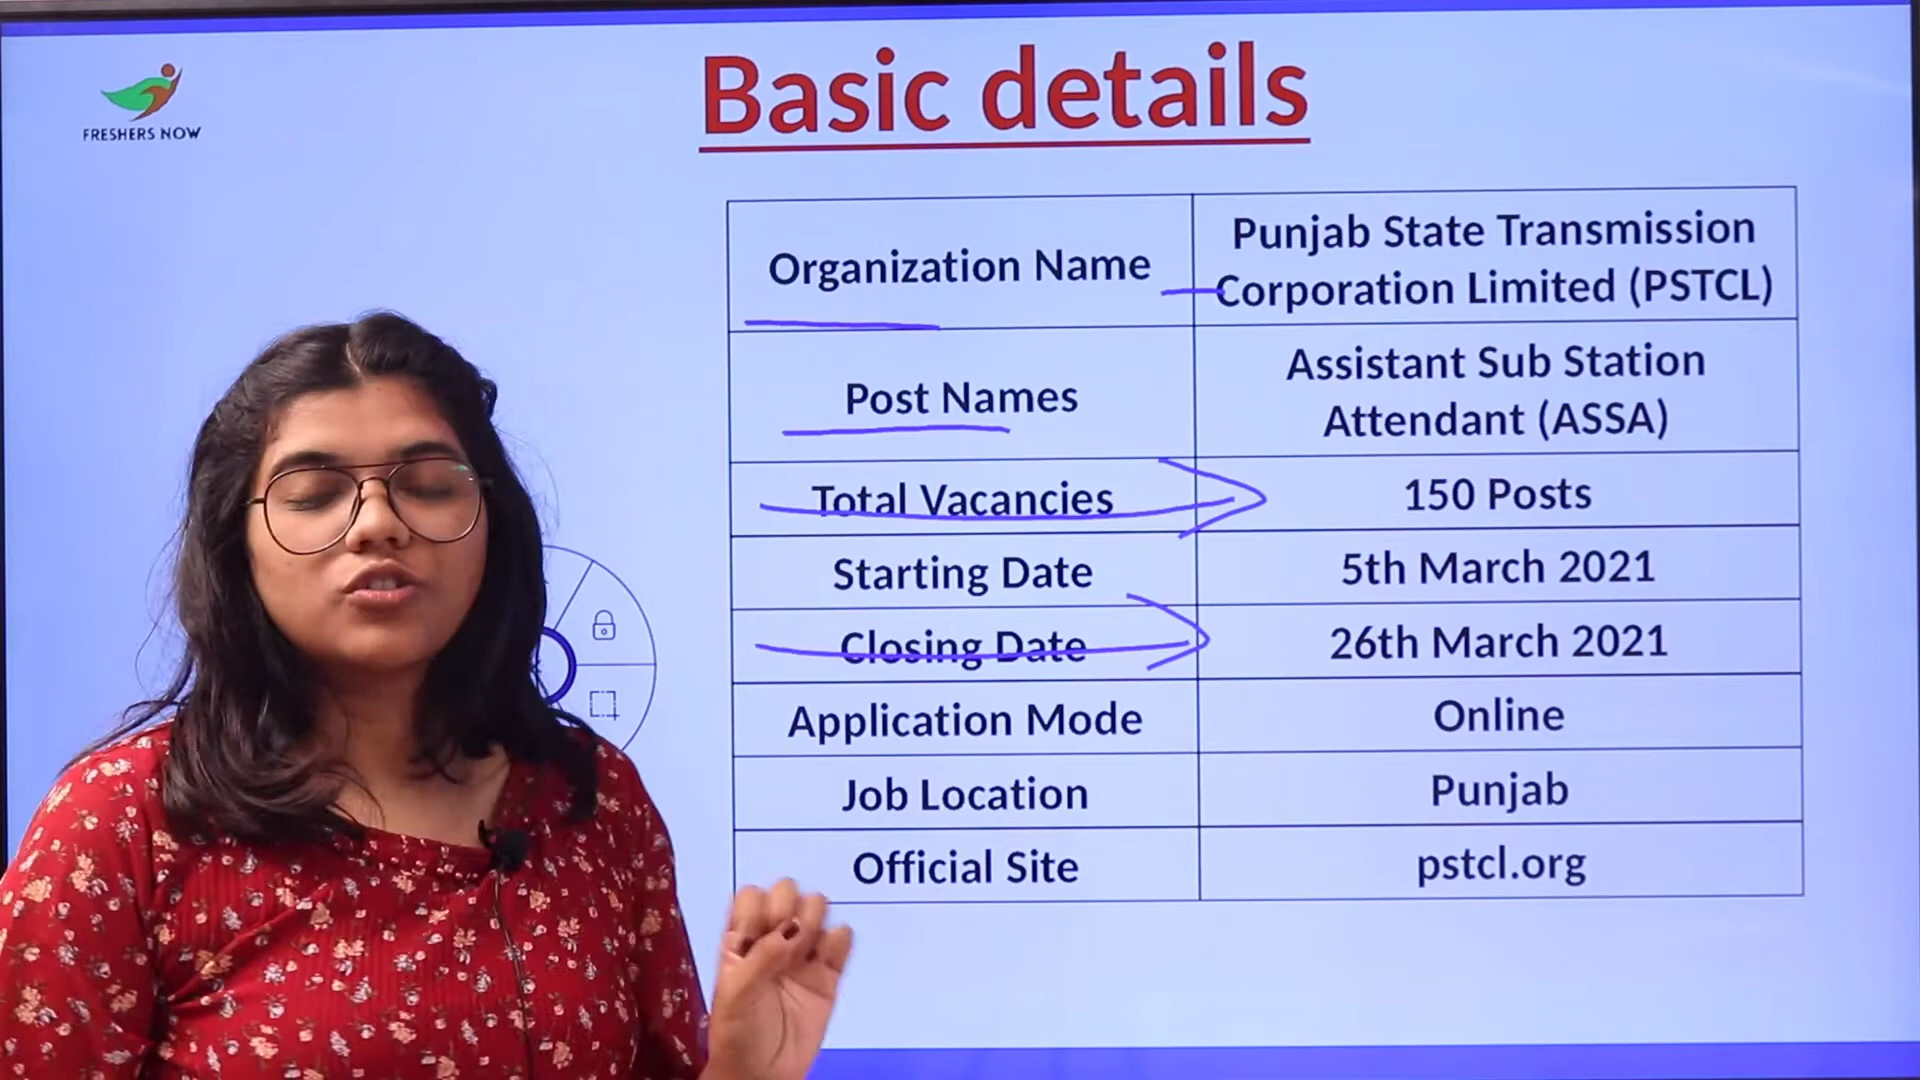 FRESHERS NOW
Basic details
Organization Name
Punjab State Transmission
Corporation Limited (PSTCL)
Post Names
Assistant Sub Station
Attendant (ASSA)
Total Vacancies
150 Posts
Starting Date
5th March 2021
Closing Date
26th March 2021
Application Mode
Online
Job Location
Punjab
Official Site
pstcl.org